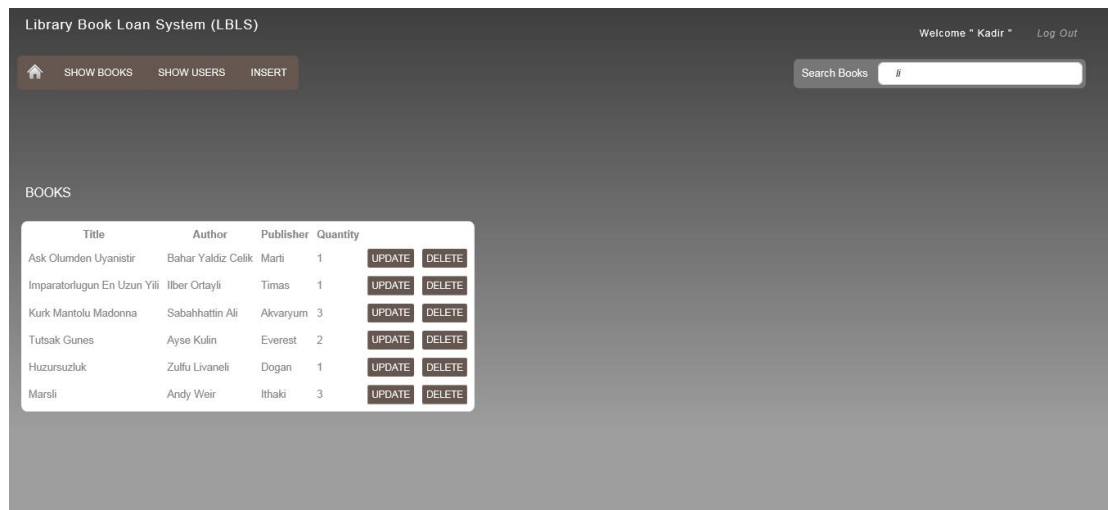 Library Book Loan System (LBLS)
Welcome " Kadir " Log Out
SHOW BOOKS SHOW USERS INSERT
Search Books li
BOOKS
Title Author Publisher Quantity
Ask Olumden Uyanistir Bahar Yaldiz Celik Marti 1 UPDATE DELETE
Imparatorlugun En Uzun Yili Ilber Ortayli Timas 1 UPDATE DELETE
Kurk Mantolu Madonna Sabahhattin Ali Akvaryum 3 UPDATE DELETE
Tutsak Gunes Ayse Kulin Everest 2 UPDATE DELETE
Huzursuzluk Zulfu Livaneli Dogan 1 UPDATE DELETE
Marsli Andy Weir Ithaki 3 UPDATE DELETE